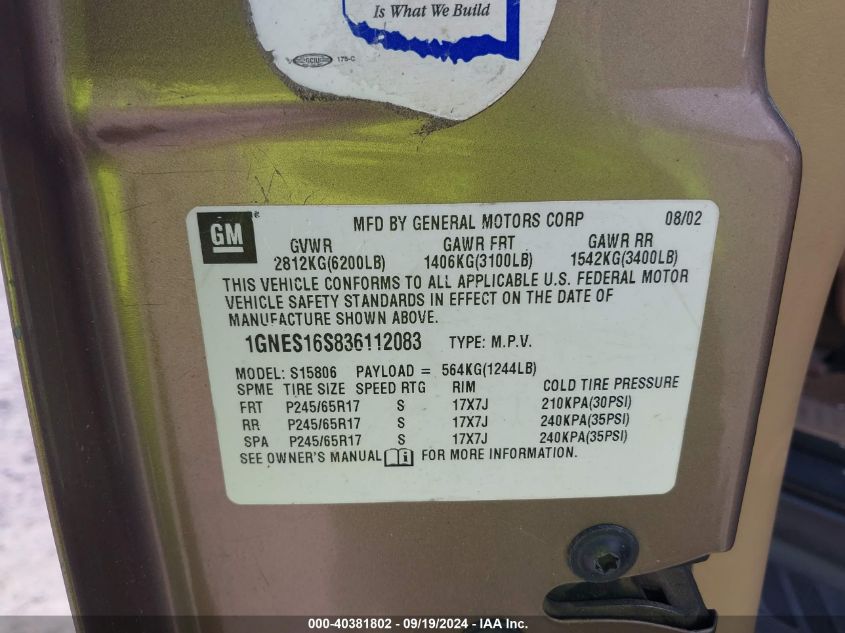 Is What We Build
GCIU 175-C
GM ®
MFD BY GENERAL MOTORS CORP 08/02
GVWR GAWR FRT GAWR RR
2812KG(6200LB) 1406KG(3100LB) 1542KG(3400LB)
THIS VEHICLE CONFORMS TO ALL APPLICABLE U.S. FEDERAL MOTOR
VEHICLE SAFETY STANDARDS IN EFFECT ON THE DATE OF
MANUFACTURE SHOWN ABOVE.
1GNES16S836112083 TYPE: M.P.V.
MODEL: S15806 PAYLOAD = 564KG(1244LB)
SPME TIRE SIZE SPEED RTG RIM COLD TIRE PRESSURE
FRT P245/65R17 S 17X7J 210KPA(30PSI)
RR P245/65R17 S 17X7J 240KPA(35PSI)
SPA P245/65R17 S 17X7J 240KPA(35PSI)
SEE OWNER'S MANUAL i FOR MORE INFORMATION.
000-40381802 - 09/19/2024 - IAA Inc.